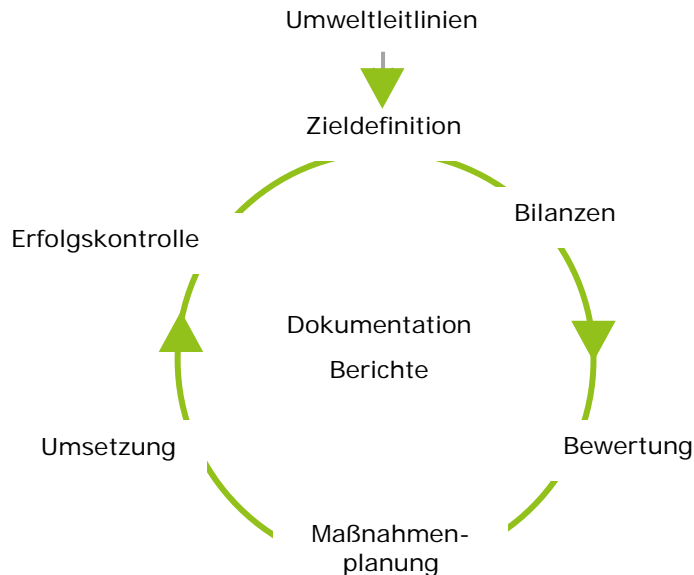 Umweltleitlinien
Zieldefinition
Bilanzen
Erfolgskontrolle
Dokumentation
Berichte
Umsetzung
Bewertung
Maßnahmen-
planung